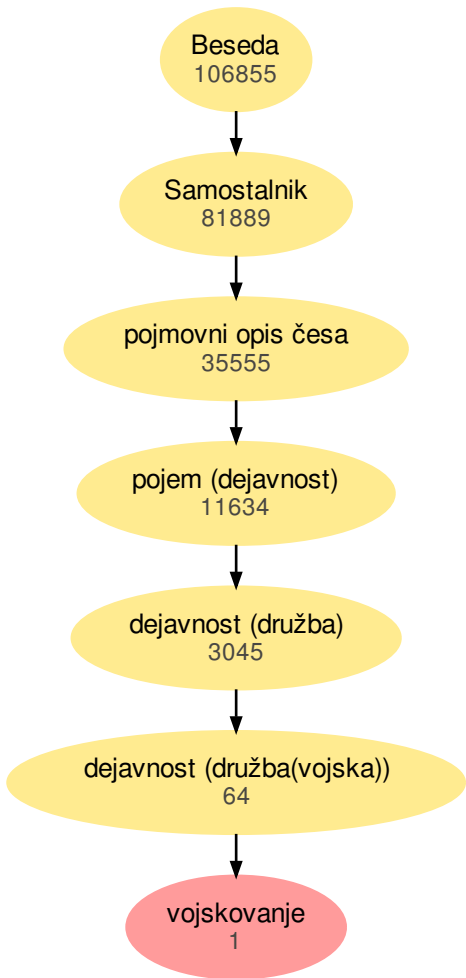 Beseda
106855
Samostalnik
81889
pojmovni opis česa
35555
pojem (dejavnost)
11634
dejavnost (družba)
3045
dejavnost (družba(vojska))
64
vojskovanje
1